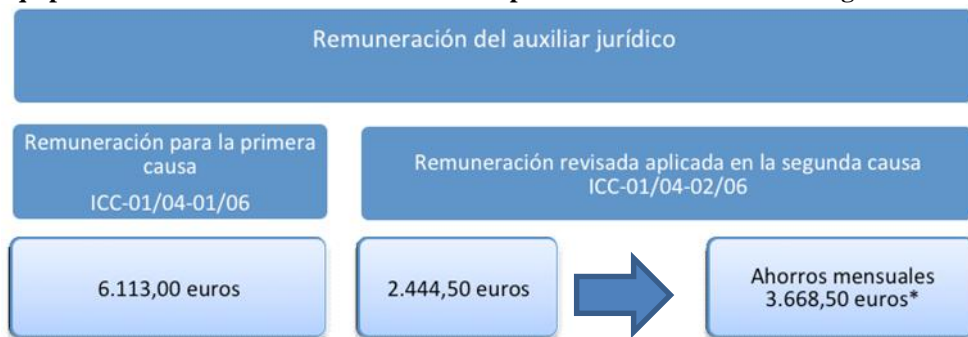 Remuneración del auxiliar jurídico
Remuneración para la primera
causa
ICC-01/04-01/06
Remuneración revisada aplicada en la segunda causa
ICC-01/04-02/06
6.113,00 euros
2.444,50 euros
Ahorros mensuales
3.668,50 euros*